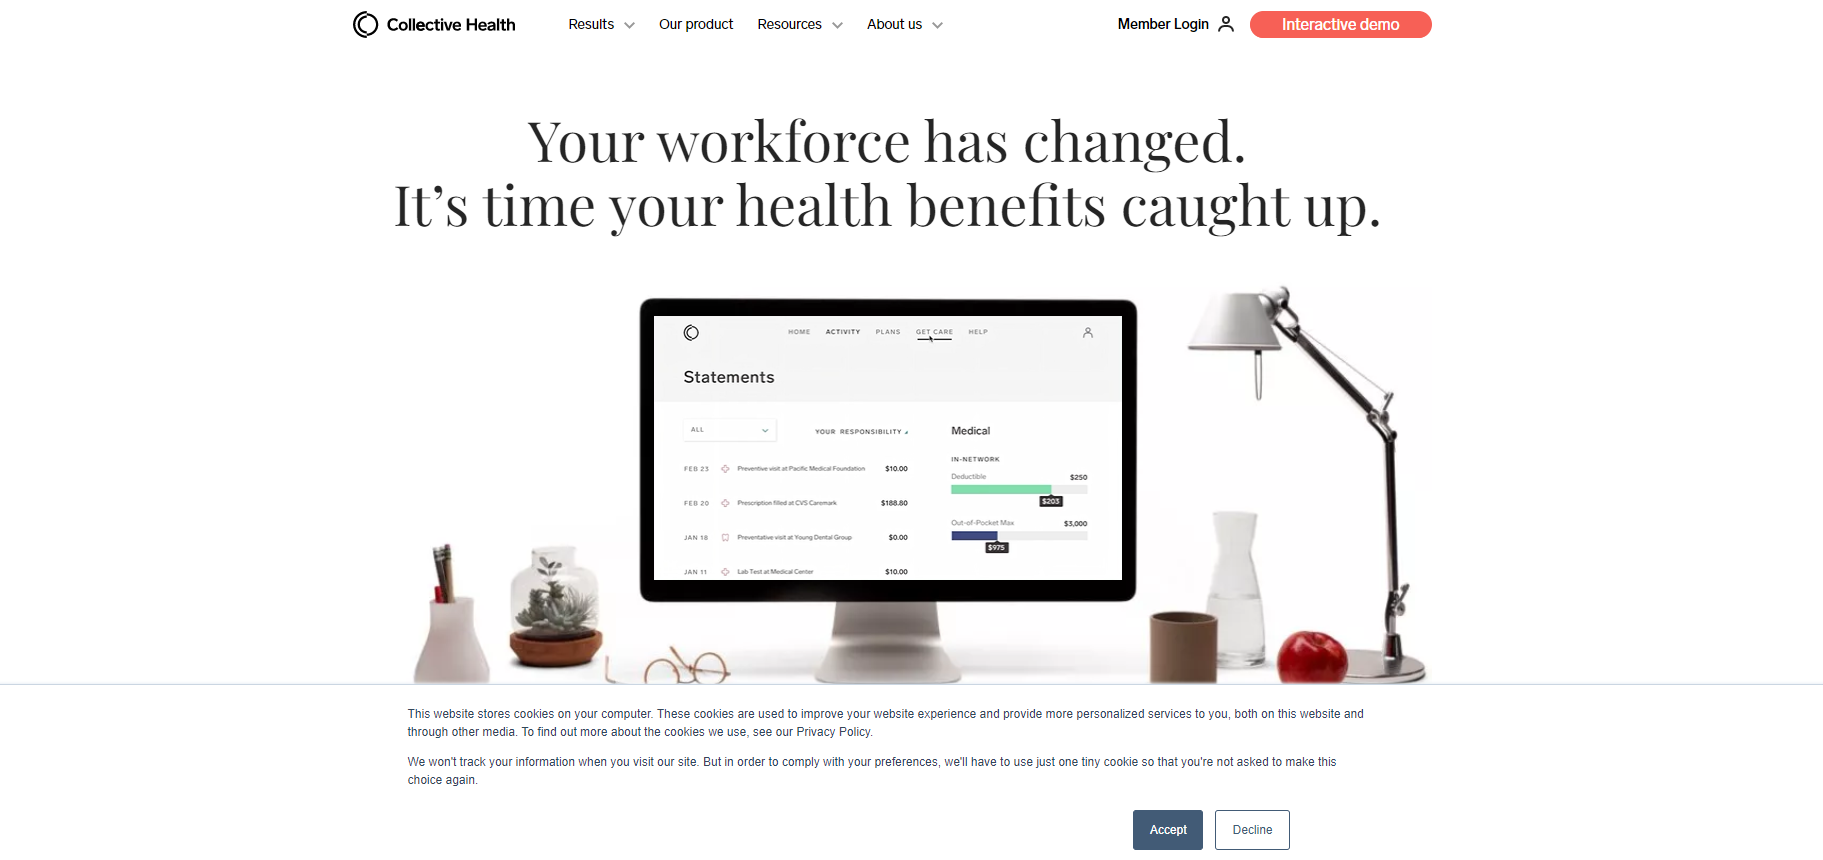 Collective Health
Results
Our product
Resources
About us
Member Login
Interactive demo
Your workforce has changed.
It’s time your health benefits caught up.
HOME ACTIVITY PLANS GET CARE HELP
Statements
ALL
YOUR RESPONSIBILITY
FEB 23 Preventive visit at Pacific Medical Foundation $10.00
FEB 20 Prescription filled at CVS Caremark $188.80
JAN 18 Preventative visit at Young Dental Group $0.00
JAN 11 Lab Test at Medical Center $10.00
Medical
IN-NETWORK
Deductible $250
$203
Out-of-Pocket Max $3,000
$975
This website stores cookies on your computer. These cookies are used to improve your website experience and provide more personalized services to you, both on this website and
through other media. To find out more about the cookies we use, see our Privacy Policy.
We won't track your information when you visit our site. But in order to comply with your preferences, we'll have to use just one tiny cookie so that you're not asked to make this
choice again.
Accept
Decline